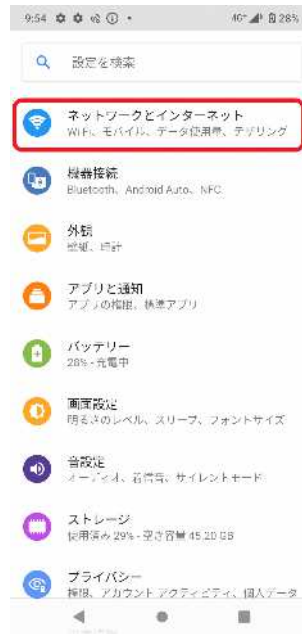 9:54
4G+ 28%
設定を検索
ネットワークとインターネット
Wi-Fi、モバイル、データ使用量、テザリング
機器接続
Bluetooth、Android Auto、NFC
外観
壁紙、時計
アプリと通知
アプリの権限、標準アプリ
バッテリー
28% - 充電中
画面設定
明るさのレベル、スリープ、フォントサイズ
音設定
オーディオ、着信音、サイレントモード
ストレージ
使用済み 29% - 空き容量 45.20 GB
プライバシー
権限、アカウント アクティビティ、個人データ